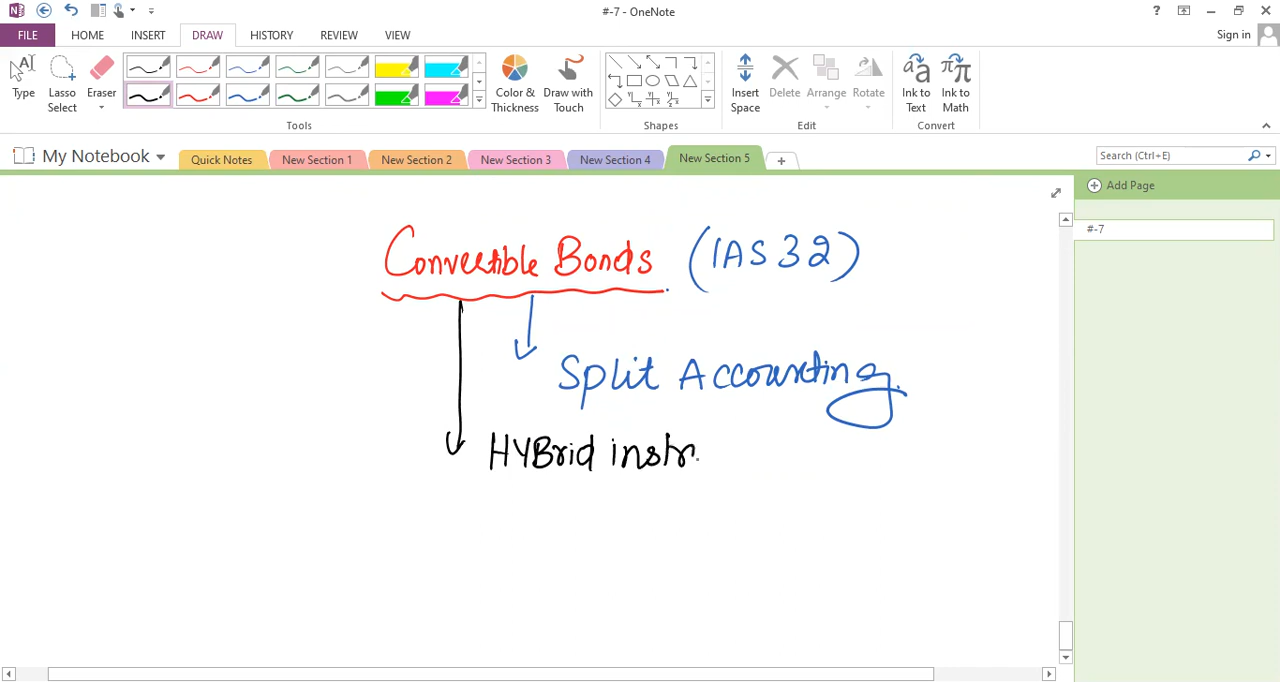 #-7 - OneNote
?
FILE HOME INSERT DRAW HISTORY REVIEW VIEW
Sign in
Type
Lasso Select
Eraser
Color & Thickness
Draw with Touch
Insert Space
Delete
Arrange
Rotate
Ink to Text
Ink to Math
Tools Shapes Edit Convert
My Notebook Quick Notes New Section 1 New Section 2 New Section 3 New Section 4 New Section 5
Search (Ctrl+E)
Add Page
#-7
Convertible Bonds (IAS 32)
Split Accounting
HYBrid instr